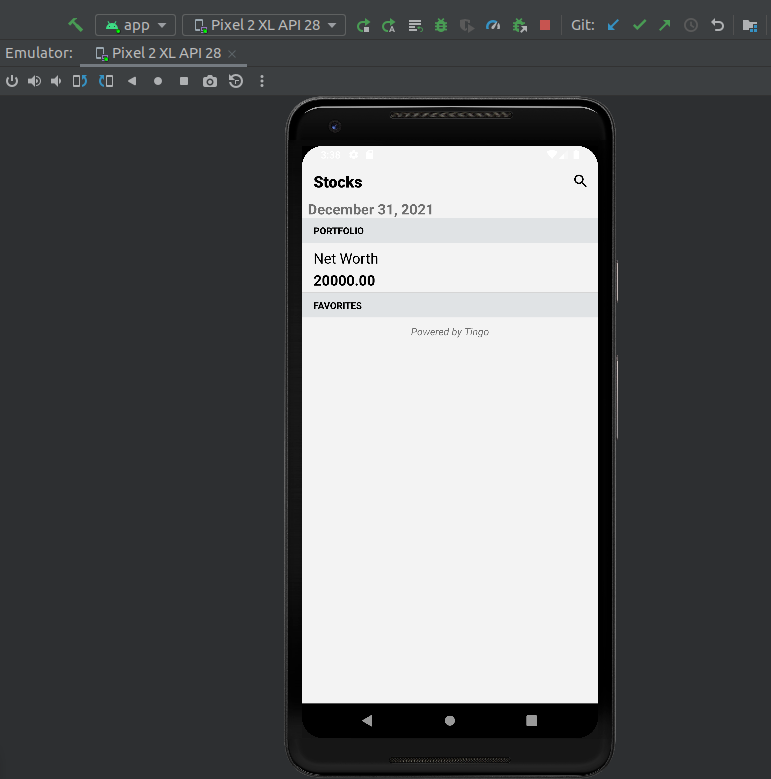 app
Pixel 2 XL API 28
Git:
Emulator:
Pixel 2 XL API 28
Stocks
December 31, 2021
PORTFOLIO
Net Worth
20000.00
FAVORITES
Powered by Tingo